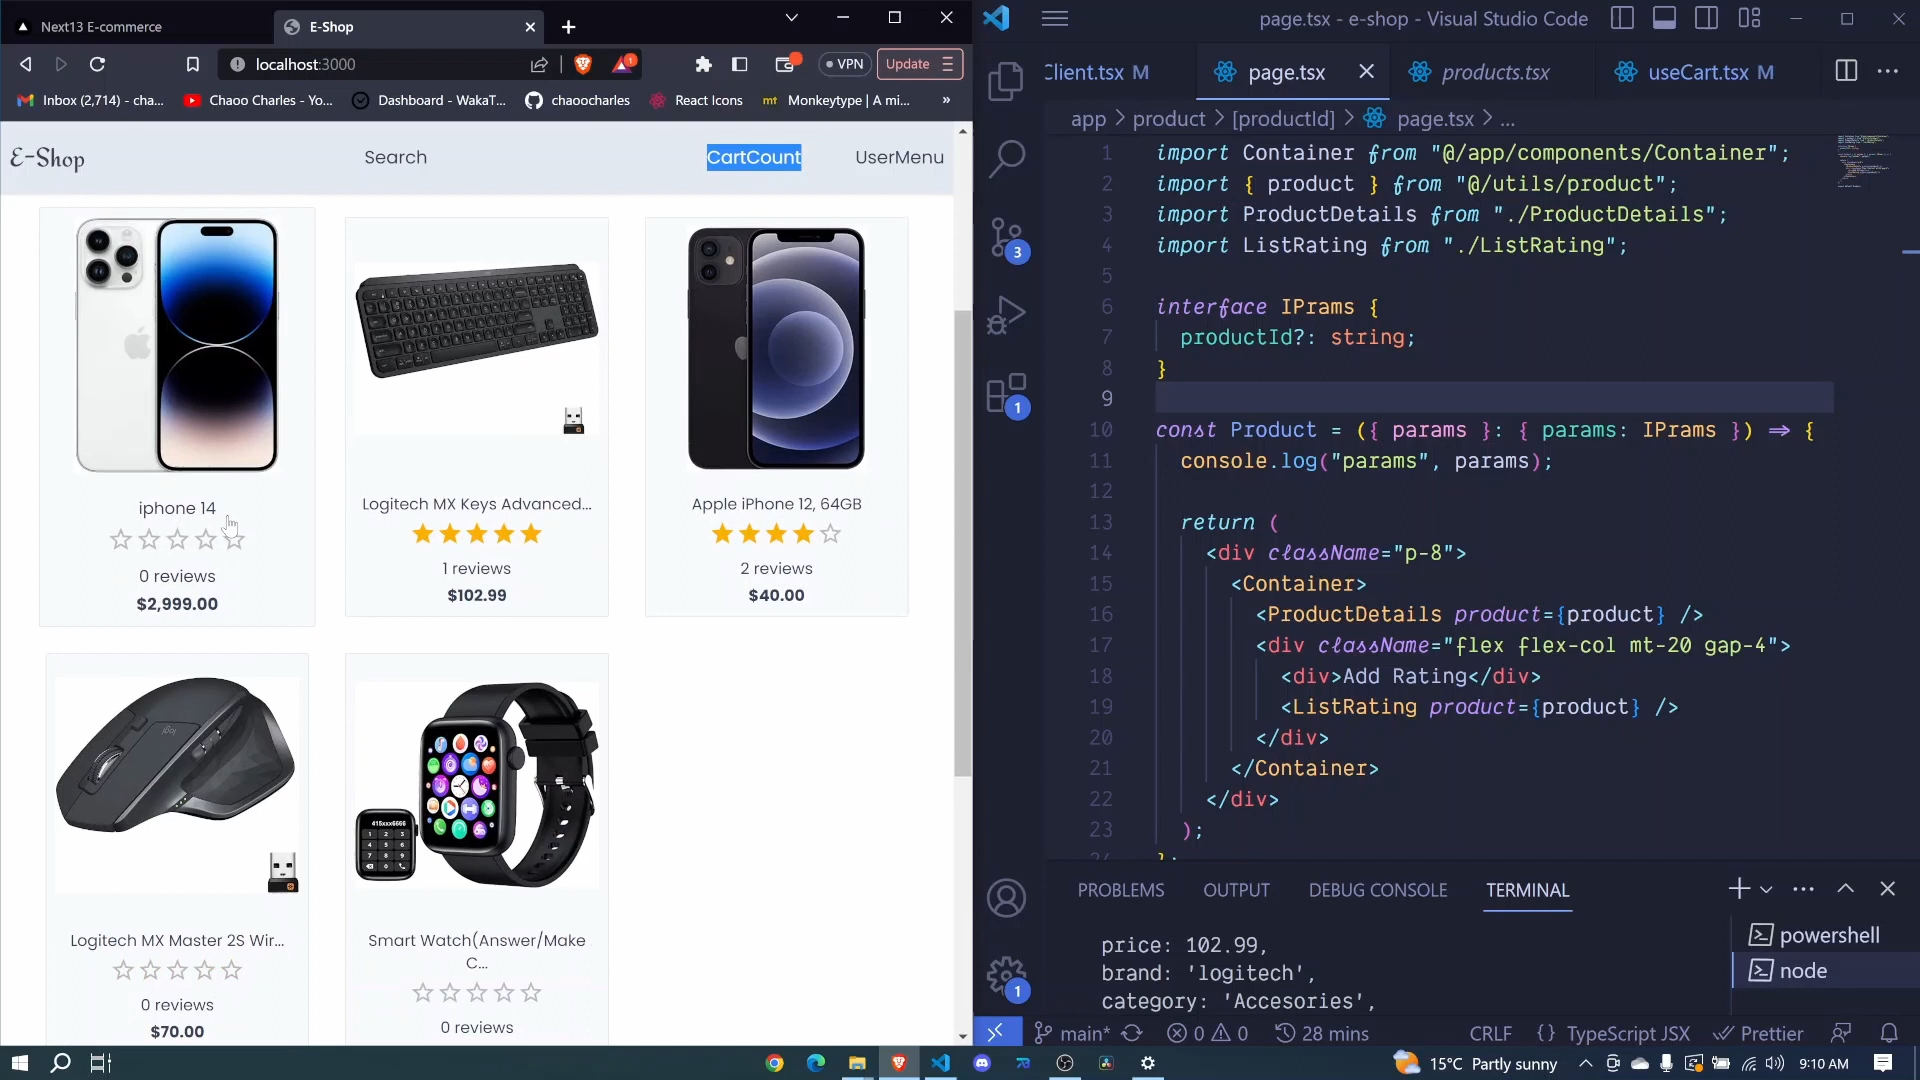 Next13 E-commerce
E-Shop
localhost:3000
VPN
Update
Inbox (2,714) - cha...
Chaoo Charles - Yo...
Dashboard - WakaT...
chaoocharles
React Icons
mt Monkeytype | A mi...
E-Shop
Search
CartCount
UserMenu
iphone 14
0 reviews
$2,999.00
Logitech MX Keys Advanced...
1 reviews
$102.99
Apple iPhone 12, 64GB
2 reviews
$40.00
Logitech MX Master 2S Wir...
0 reviews
$70.00
415xxx6666
Smart Watch(Answer/Make
C...
0 reviews
page.tsx - e-shop - Visual Studio Code
Client.tsx M
page.tsx
products.tsx
useCart.tsx M
app > product > [productId] > page.tsx > ...
1 import Container from "@/app/components/Container";
2 import { product } from "@/utils/product";
3 import ProductDetails from "./ProductDetails";
4 import ListRating from "./ListRating";
5
6 interface IPrams {
7 productId?: string;
8 }
9
10 const Product = ({ params }: { params: IPrams }) => {
11 console.log("params", params);
12
13 return (
14 <div className="p-8">
15 <Container>
16 <ProductDetails product={product} />
17 <div className="flex flex-col mt-20 gap-4">
18 <div>Add Rating</div>
19 <ListRating product={product} />
20 </div>
21 </Container>
22 </div>
23 );
24 };
3
1
1
PROBLEMS
OUTPUT
DEBUG CONSOLE
TERMINAL
price: 102.99,
brand: 'logitech',
category: 'Accesories',
powershell
node
main*
0
0
28 mins
CRLF
{} TypeScript JSX
Prettier
15°C Partly sunny
9:10 AM